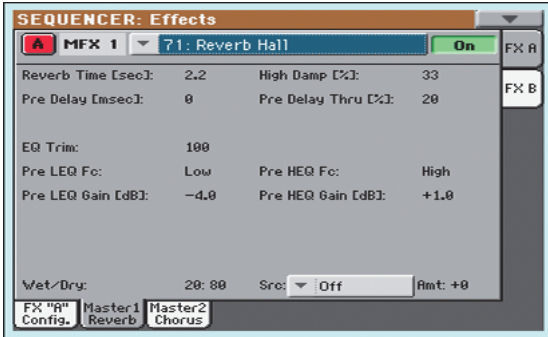 SEQUENCER: Effects
A MFX 1 71: Reverb Hall On FX A
Reverb Time [sec]: 2.2 High Damp [%]: 33
Pre Delay [msec]: 0 Pre Delay Thru [%]: 20
FX B
EQ Trim: 100
Pre LEQ Fc: Low Pre HEQ Fc: High
Pre LEQ Gain [dB]: -4.0 Pre HEQ Gain [dB]: +1.0
Wet/Dry: 20: 80 Src: Off Amt: +0
FX "A" Config. Master1 Reverb Master2 Chorus